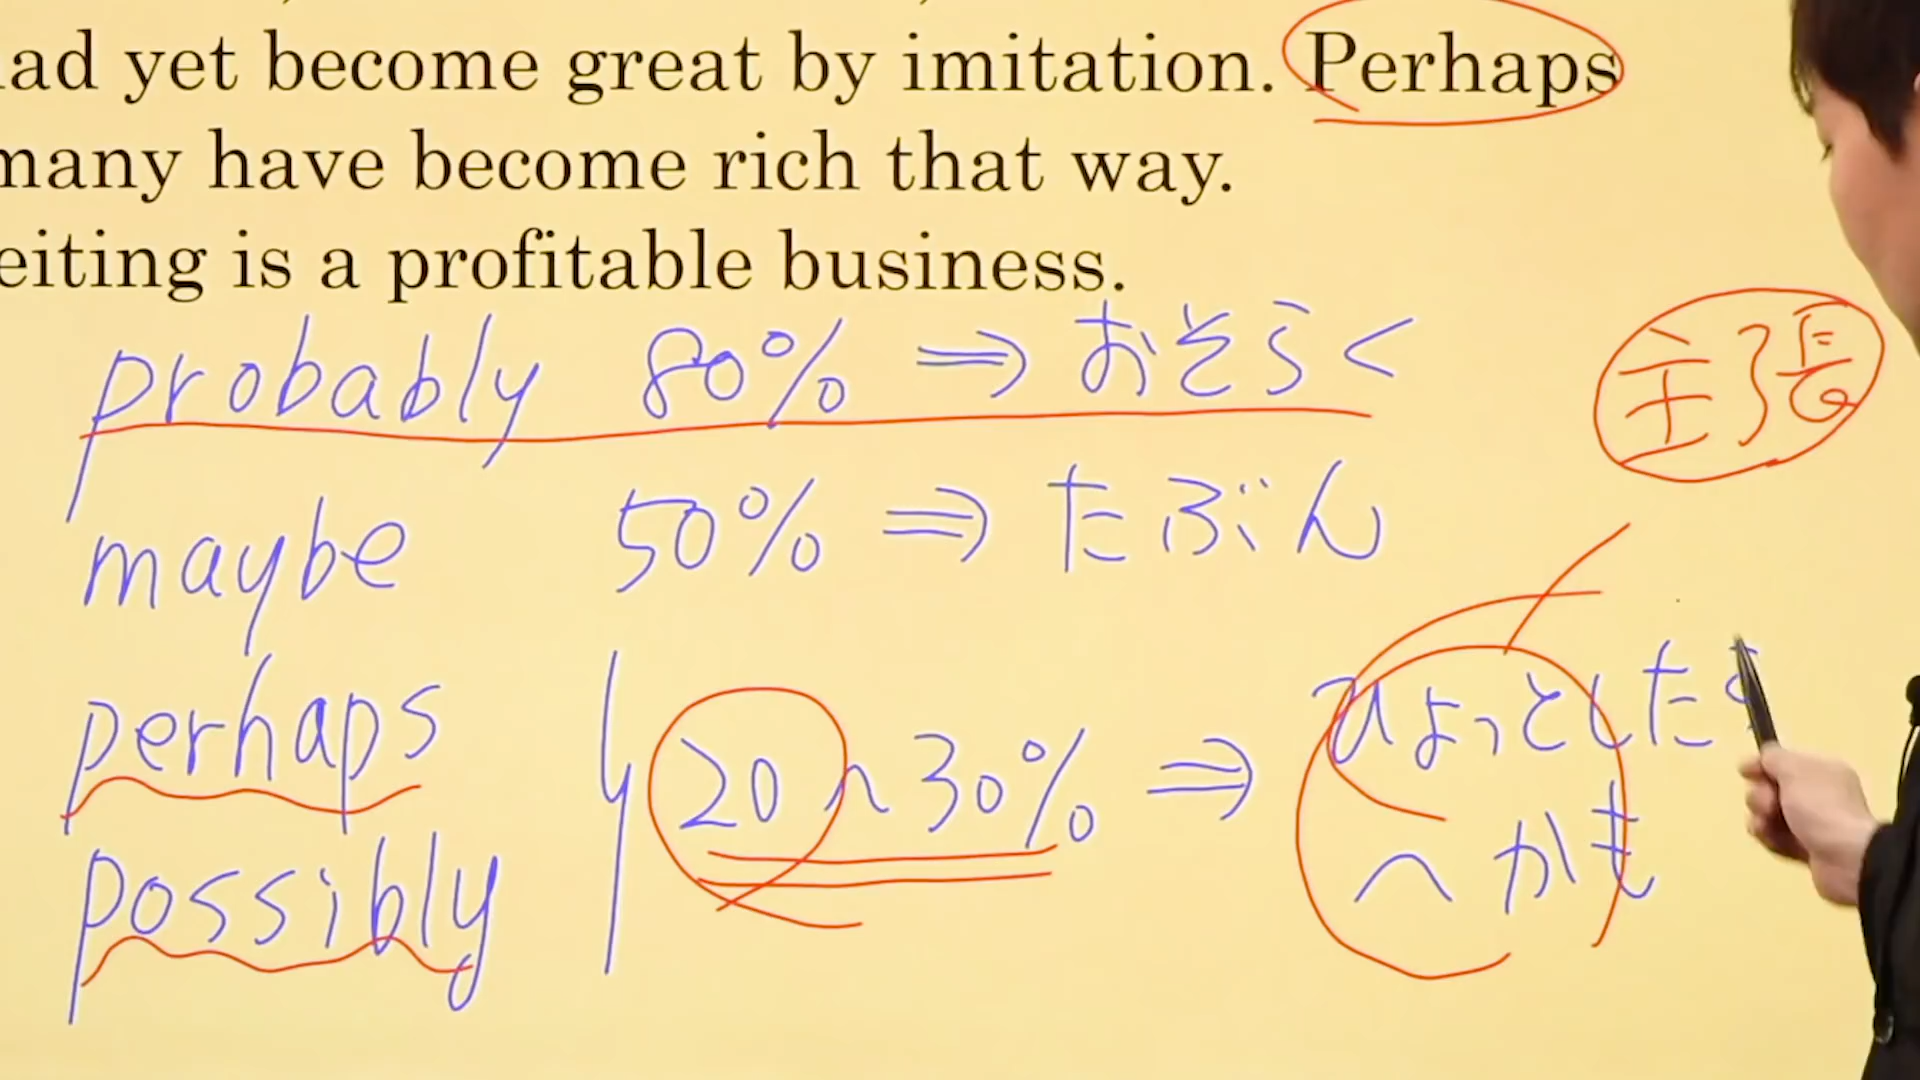 ad yet become great by imitation. Perhaps
many have become rich that way.
eiting is a profitable business.
probably 80% ⇒ おそらく
主張
maybe 50% ⇒ たぶん
perhaps
possibly
20~30% ⇒ ひょっとした
~かも